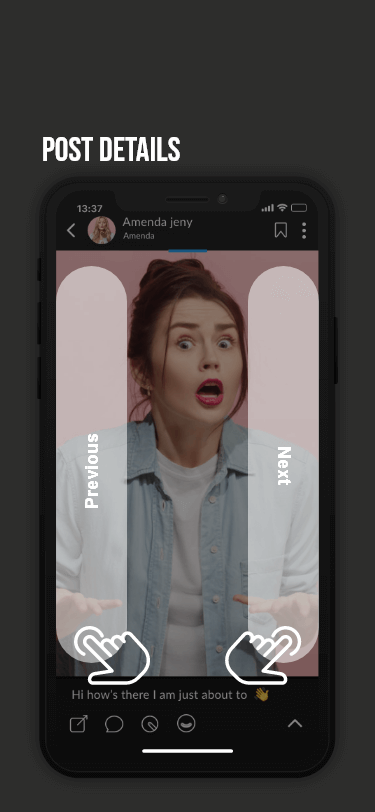 POST DETAILS
13:37
Amenda jeny
Amenda
Previous
Next
Hi how's there I am just about to 👋